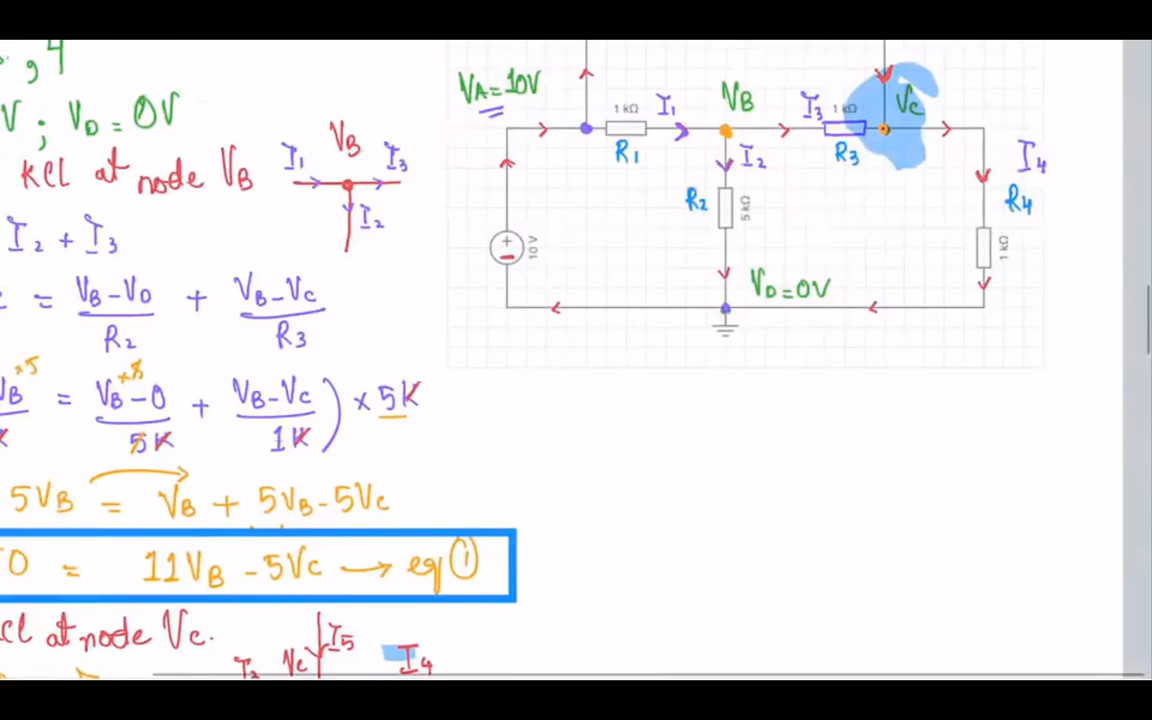 , 4
V ; VD = 0V
KCL at node VB
I1 VB I3
I2
I2 + I3
= VB-VD / R2 + VB-VC / R3
VB ×5 = VB-0 ×5 / 5K + VB-VC / 1K ) × 5K
5VB = VB + 5VB - 5VC
0 = 11VB - 5VC → eq ①
at node VC.
VC I5 I4
VA=10V
1 kΩ
I1
VB
I3
1 kΩ
VC
R1
I2
R3
I4
R2
5 kΩ
R4
+
10 V
1 kΩ
VD=0V